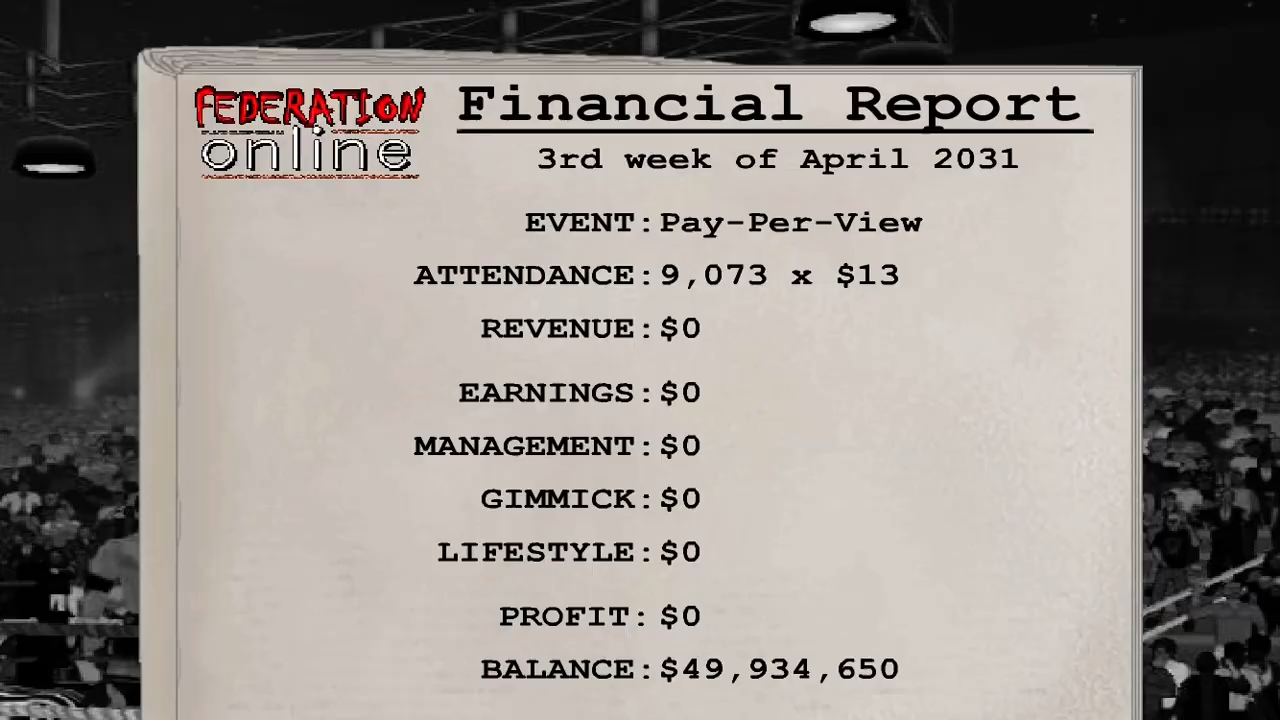 FEDERATION
online
Financial Report
3rd week of April 2031
EVENT: Pay-Per-View
ATTENDANCE: 9,073 x $13
REVENUE: $0
EARNINGS: $0
MANAGEMENT: $0
GIMMICK: $0
LIFESTYLE: $0
PROFIT: $0
BALANCE: $49,934,650